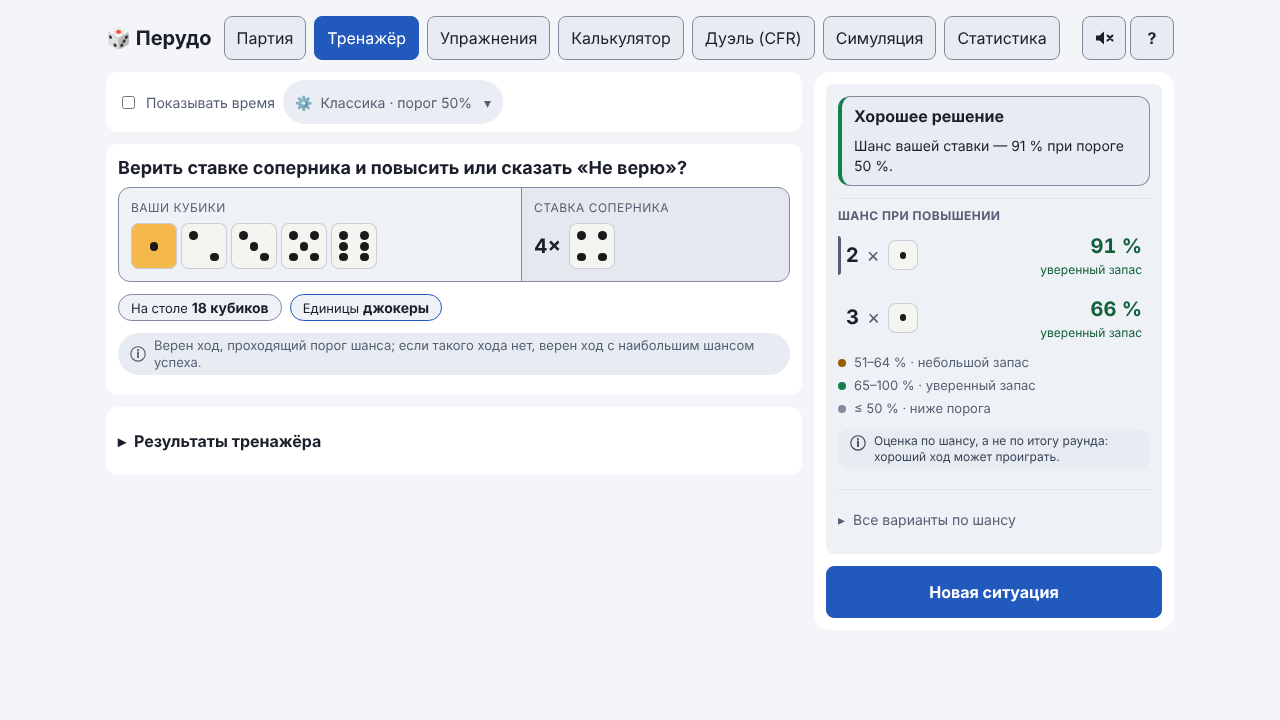 Перудо
Партия
Тренажёр
Упражнения
Калькулятор
Дуэль (CFR)
Симуляция
Статистика
?
Показывать время
Классика · порог 50% ▾
Верить ставке соперника и повысить или сказать «Не верю»?
ВАШИ КУБИКИ
СТАВКА СОПЕРНИКА
4×
На столе 18 кубиков
Единицы джокеры
Верен ход, проходящий порог шанса; если такого хода нет, верен ход с наибольшим шансом
успеха.
▸ Результаты тренажёра
Хорошее решение
Шанс вашей ставки — 91 % при пороге
50 %.
ШАНС ПРИ ПОВЫШЕНИИ
2 ×
91 %
уверенный запас
3 ×
66 %
уверенный запас
51–64 % · небольшой запас
65–100 % · уверенный запас
≤ 50 % · ниже порога
Оценка по шансу, а не по итогу раунда:
хороший ход может проиграть.
▸ Все варианты по шансу
Новая ситуация